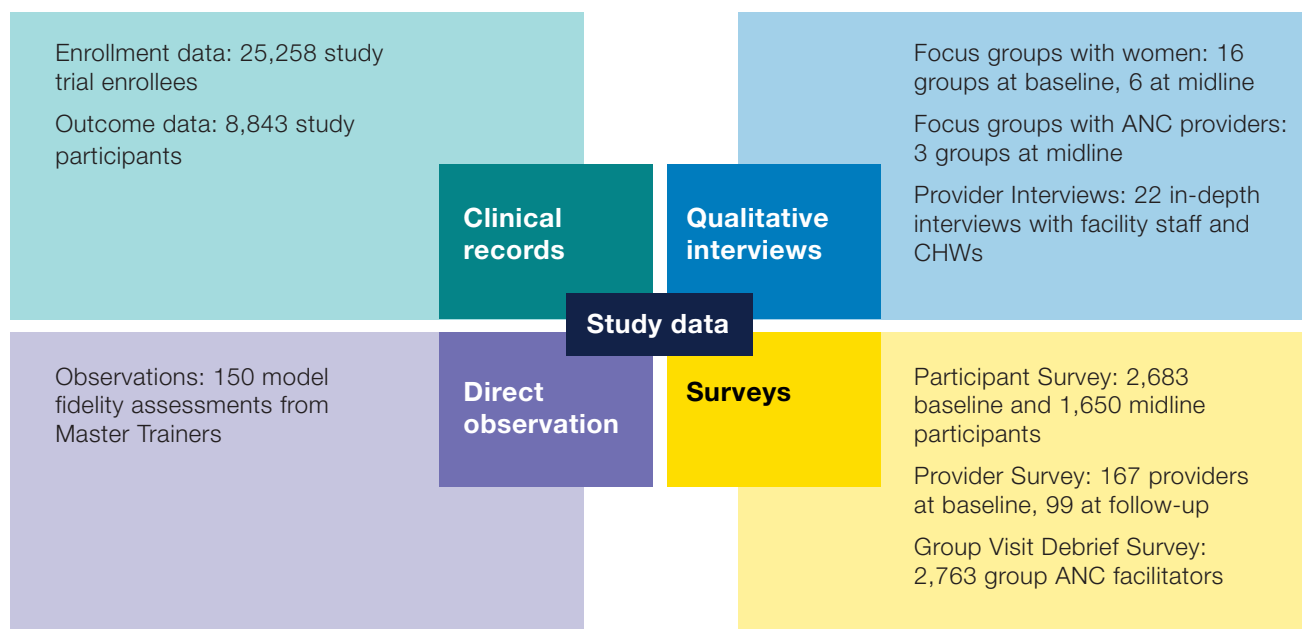 Enrollment data: 25,258 study
trial enrollees
Outcome data: 8,843 study
participants
Clinical
records
Qualitative
interviews
Focus groups with women: 16
groups at baseline, 6 at midline
Focus groups with ANC providers:
3 groups at midline
Provider Interviews: 22 in-depth
interviews with facility staff and
CHWs
Study data
Observations: 150 model
fidelity assessments from
Master Trainers
Direct
observation
Surveys
Participant Survey: 2,683
baseline and 1,650 midline
participants
Provider Survey: 167 providers
at baseline, 99 at follow-up
Group Visit Debrief Survey:
2,763 group ANC facilitators